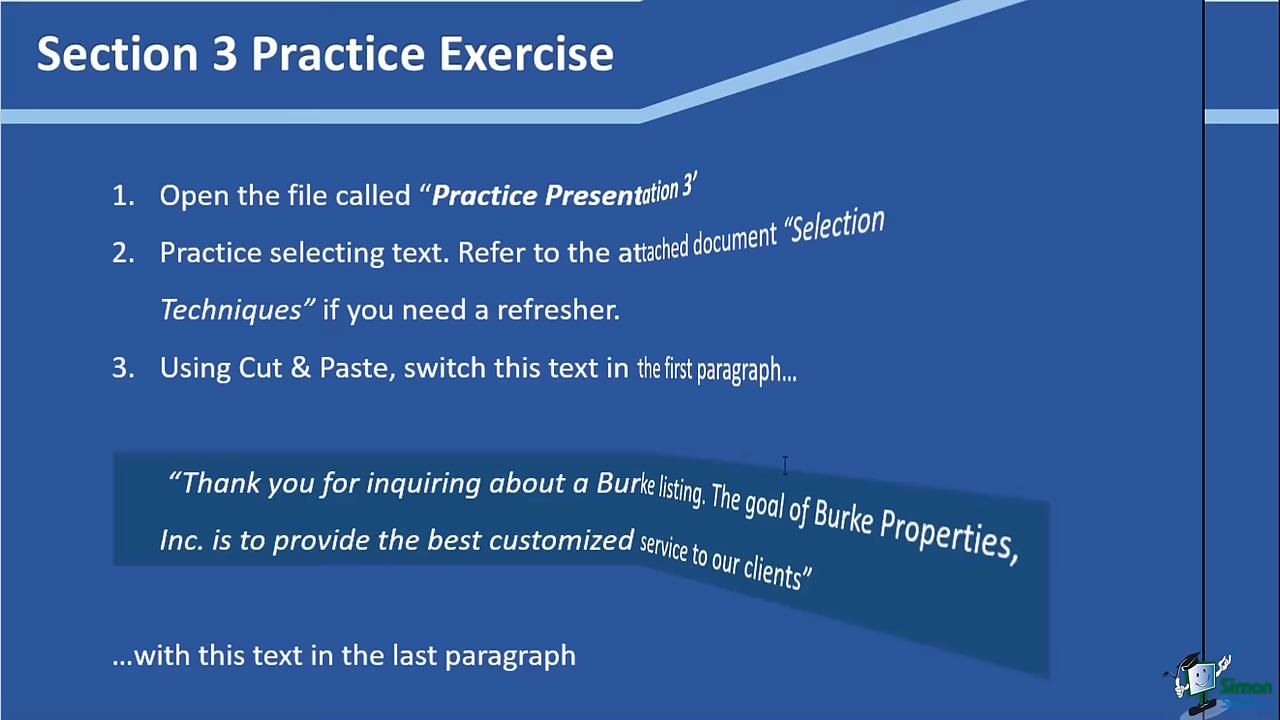 Section 3 Practice Exercise
1. Open the file called “Practice Presentation 3’
2. Practice selecting text. Refer to the attached document “Selection
Techniques” if you need a refresher.
3. Using Cut & Paste, switch this text in the first paragraph…
“Thank you for inquiring about a Burke listing. The goal of Burke Properties,
Inc. is to provide the best customized service to our clients”
…with this text in the last paragraph
Simon